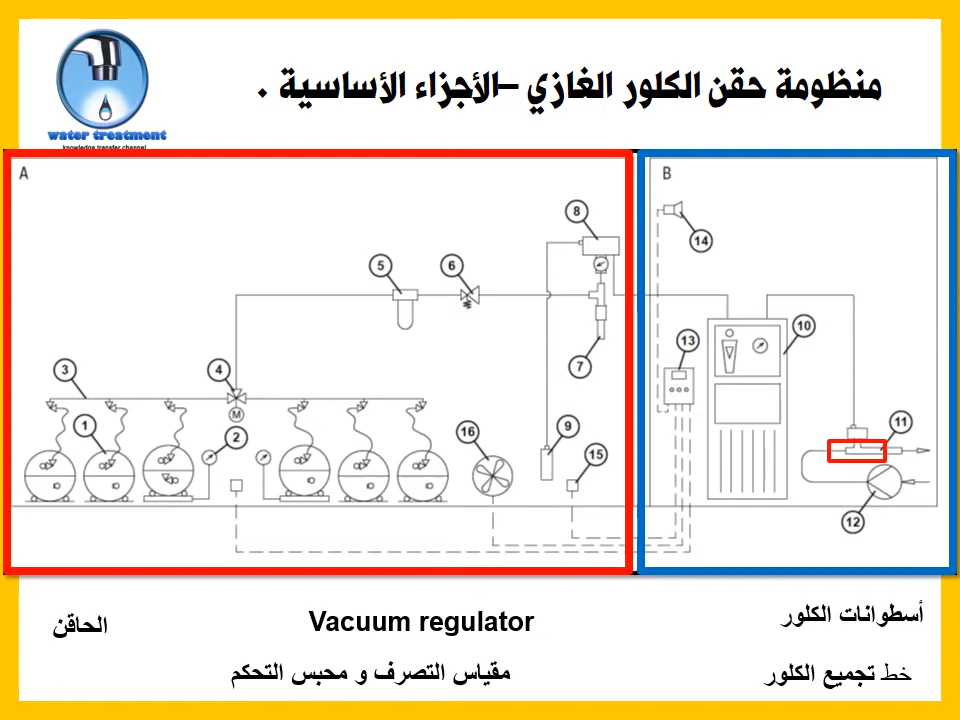 منظومة حقن الكلور الغازي –الأجزاء الأساسية .
water treatment
knowledge transfer channel
A
B
8
14
5
6
10
13
3
4
7
1
M
2
16
9
15
11
12
أسطوانات الكلور
Vacuum regulator
الحاقن
خط تجميع الكلور
مقياس التصرف و محبس التحكم